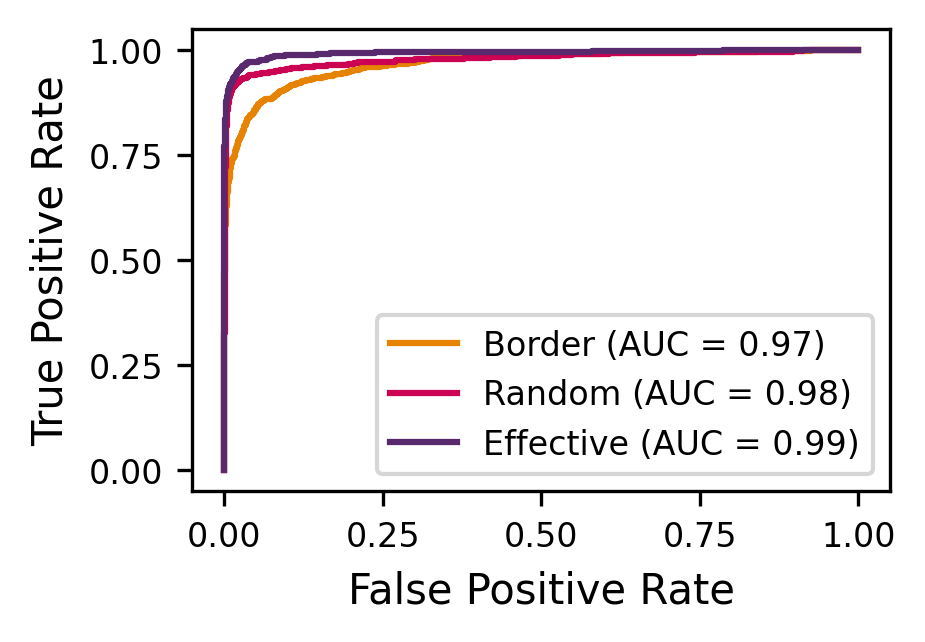 1.00
0.75
0.50
0.25
0.00
True Positive Rate
Border (AUC = 0.97)
Random (AUC = 0.98)
Effective (AUC = 0.99)
0.00 0.25 0.50 0.75 1.00
False Positive Rate